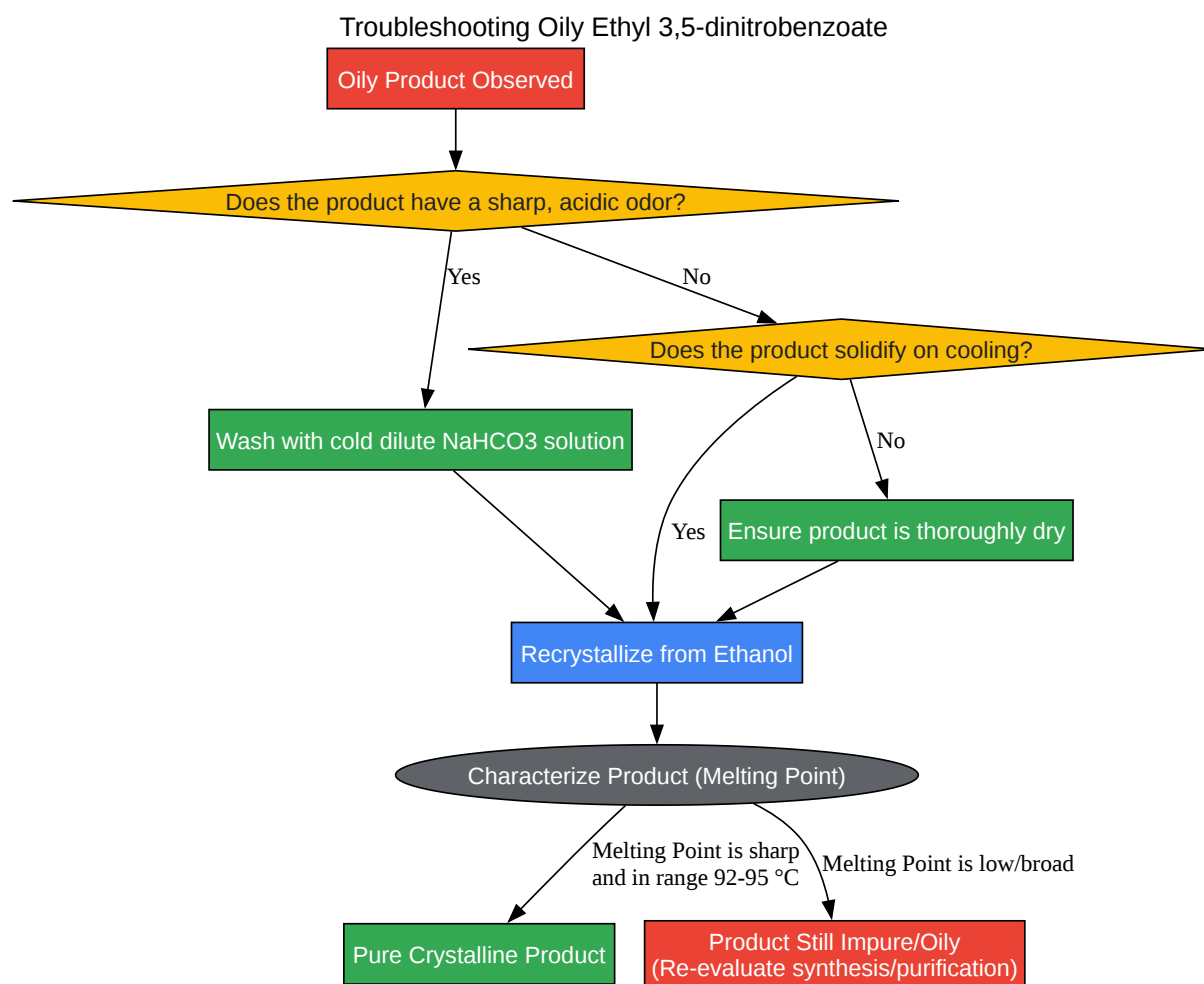 Troubleshooting Oily Ethyl 3,5-dinitrobenzoate
Oily Product Observed
Does the product have a sharp, acidic odor?
Yes
No
Does the product solidify on cooling?
Wash with cold dilute NaHCO3 solution
No
Yes
Ensure product is thoroughly dry
Recrystallize from Ethanol
Characterize Product (Melting Point)
Melting Point is sharp
and in range 92-95 °C
Melting Point is low/broad
Pure Crystalline Product
Product Still Impure/Oily
(Re-evaluate synthesis/purification)